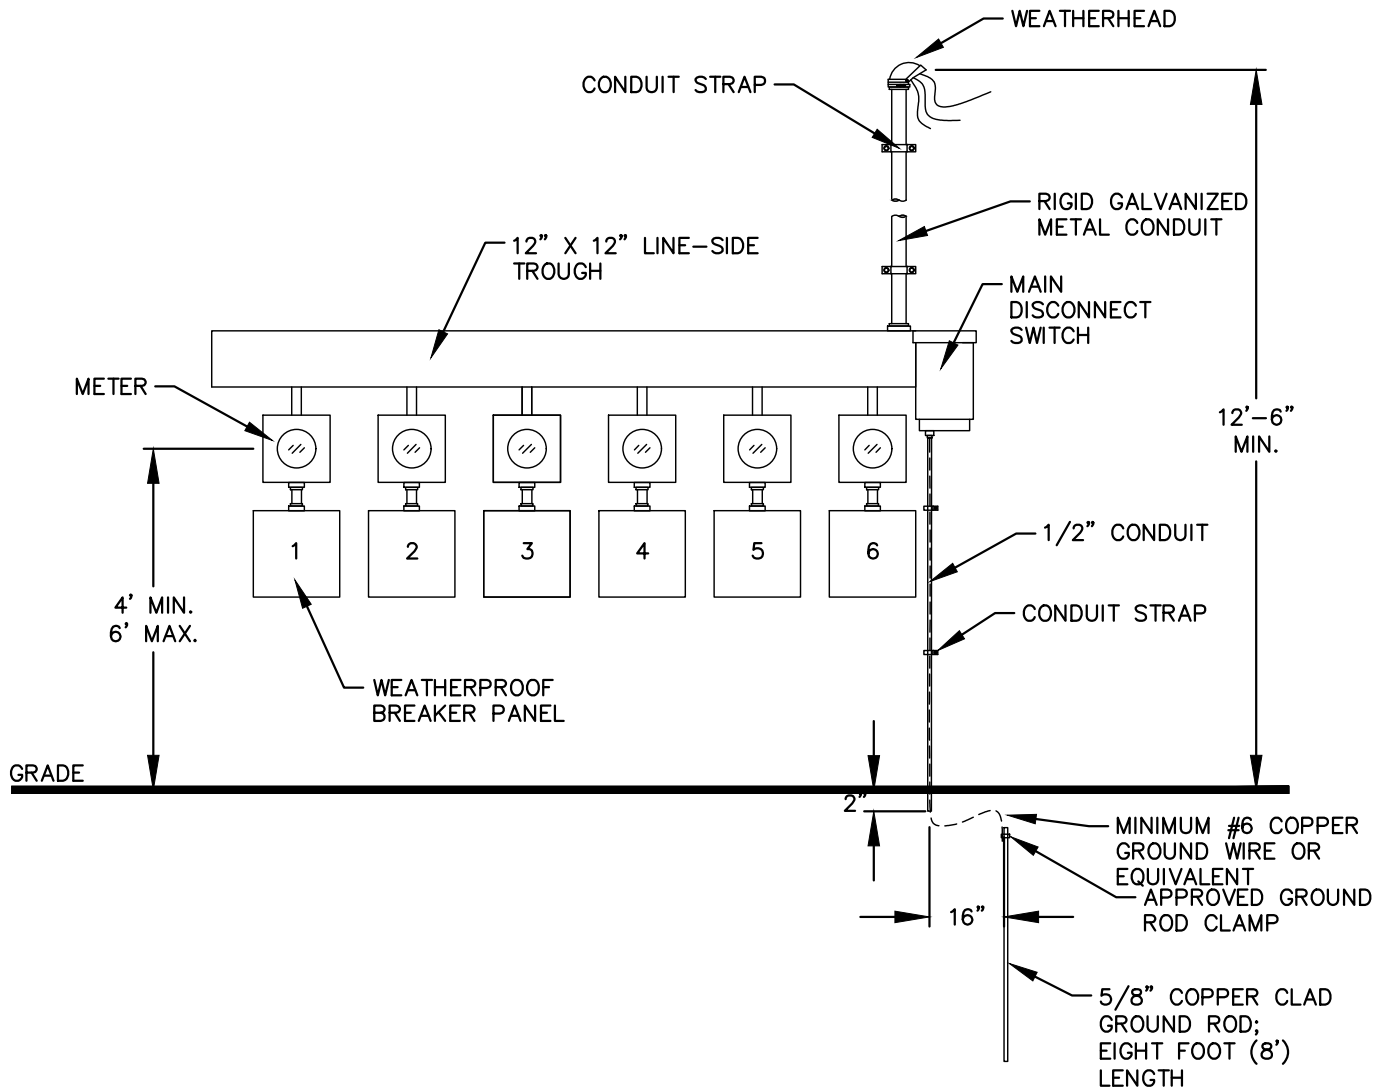 WEATHERHEAD
CONDUIT STRAP
RIGID GALVANIZED
METAL CONDUIT
12” X 12” LINE–SIDE
TROUGH
MAIN
DISCONNECT
SWITCH
METER
12’–6”
MIN.
1/2” CONDUIT
1
2
3
4
5
6
4’ MIN.
6’ MAX.
CONDUIT STRAP
WEATHERPROOF
BREAKER PANEL
GRADE
2”
MINIMUM #6 COPPER
GROUND WIRE OR
EQUIVALENT
APPROVED GROUND
ROD CLAMP
16”
5/8” COPPER CLAD
GROUND ROD;
EIGHT FOOT (8’)
LENGTH